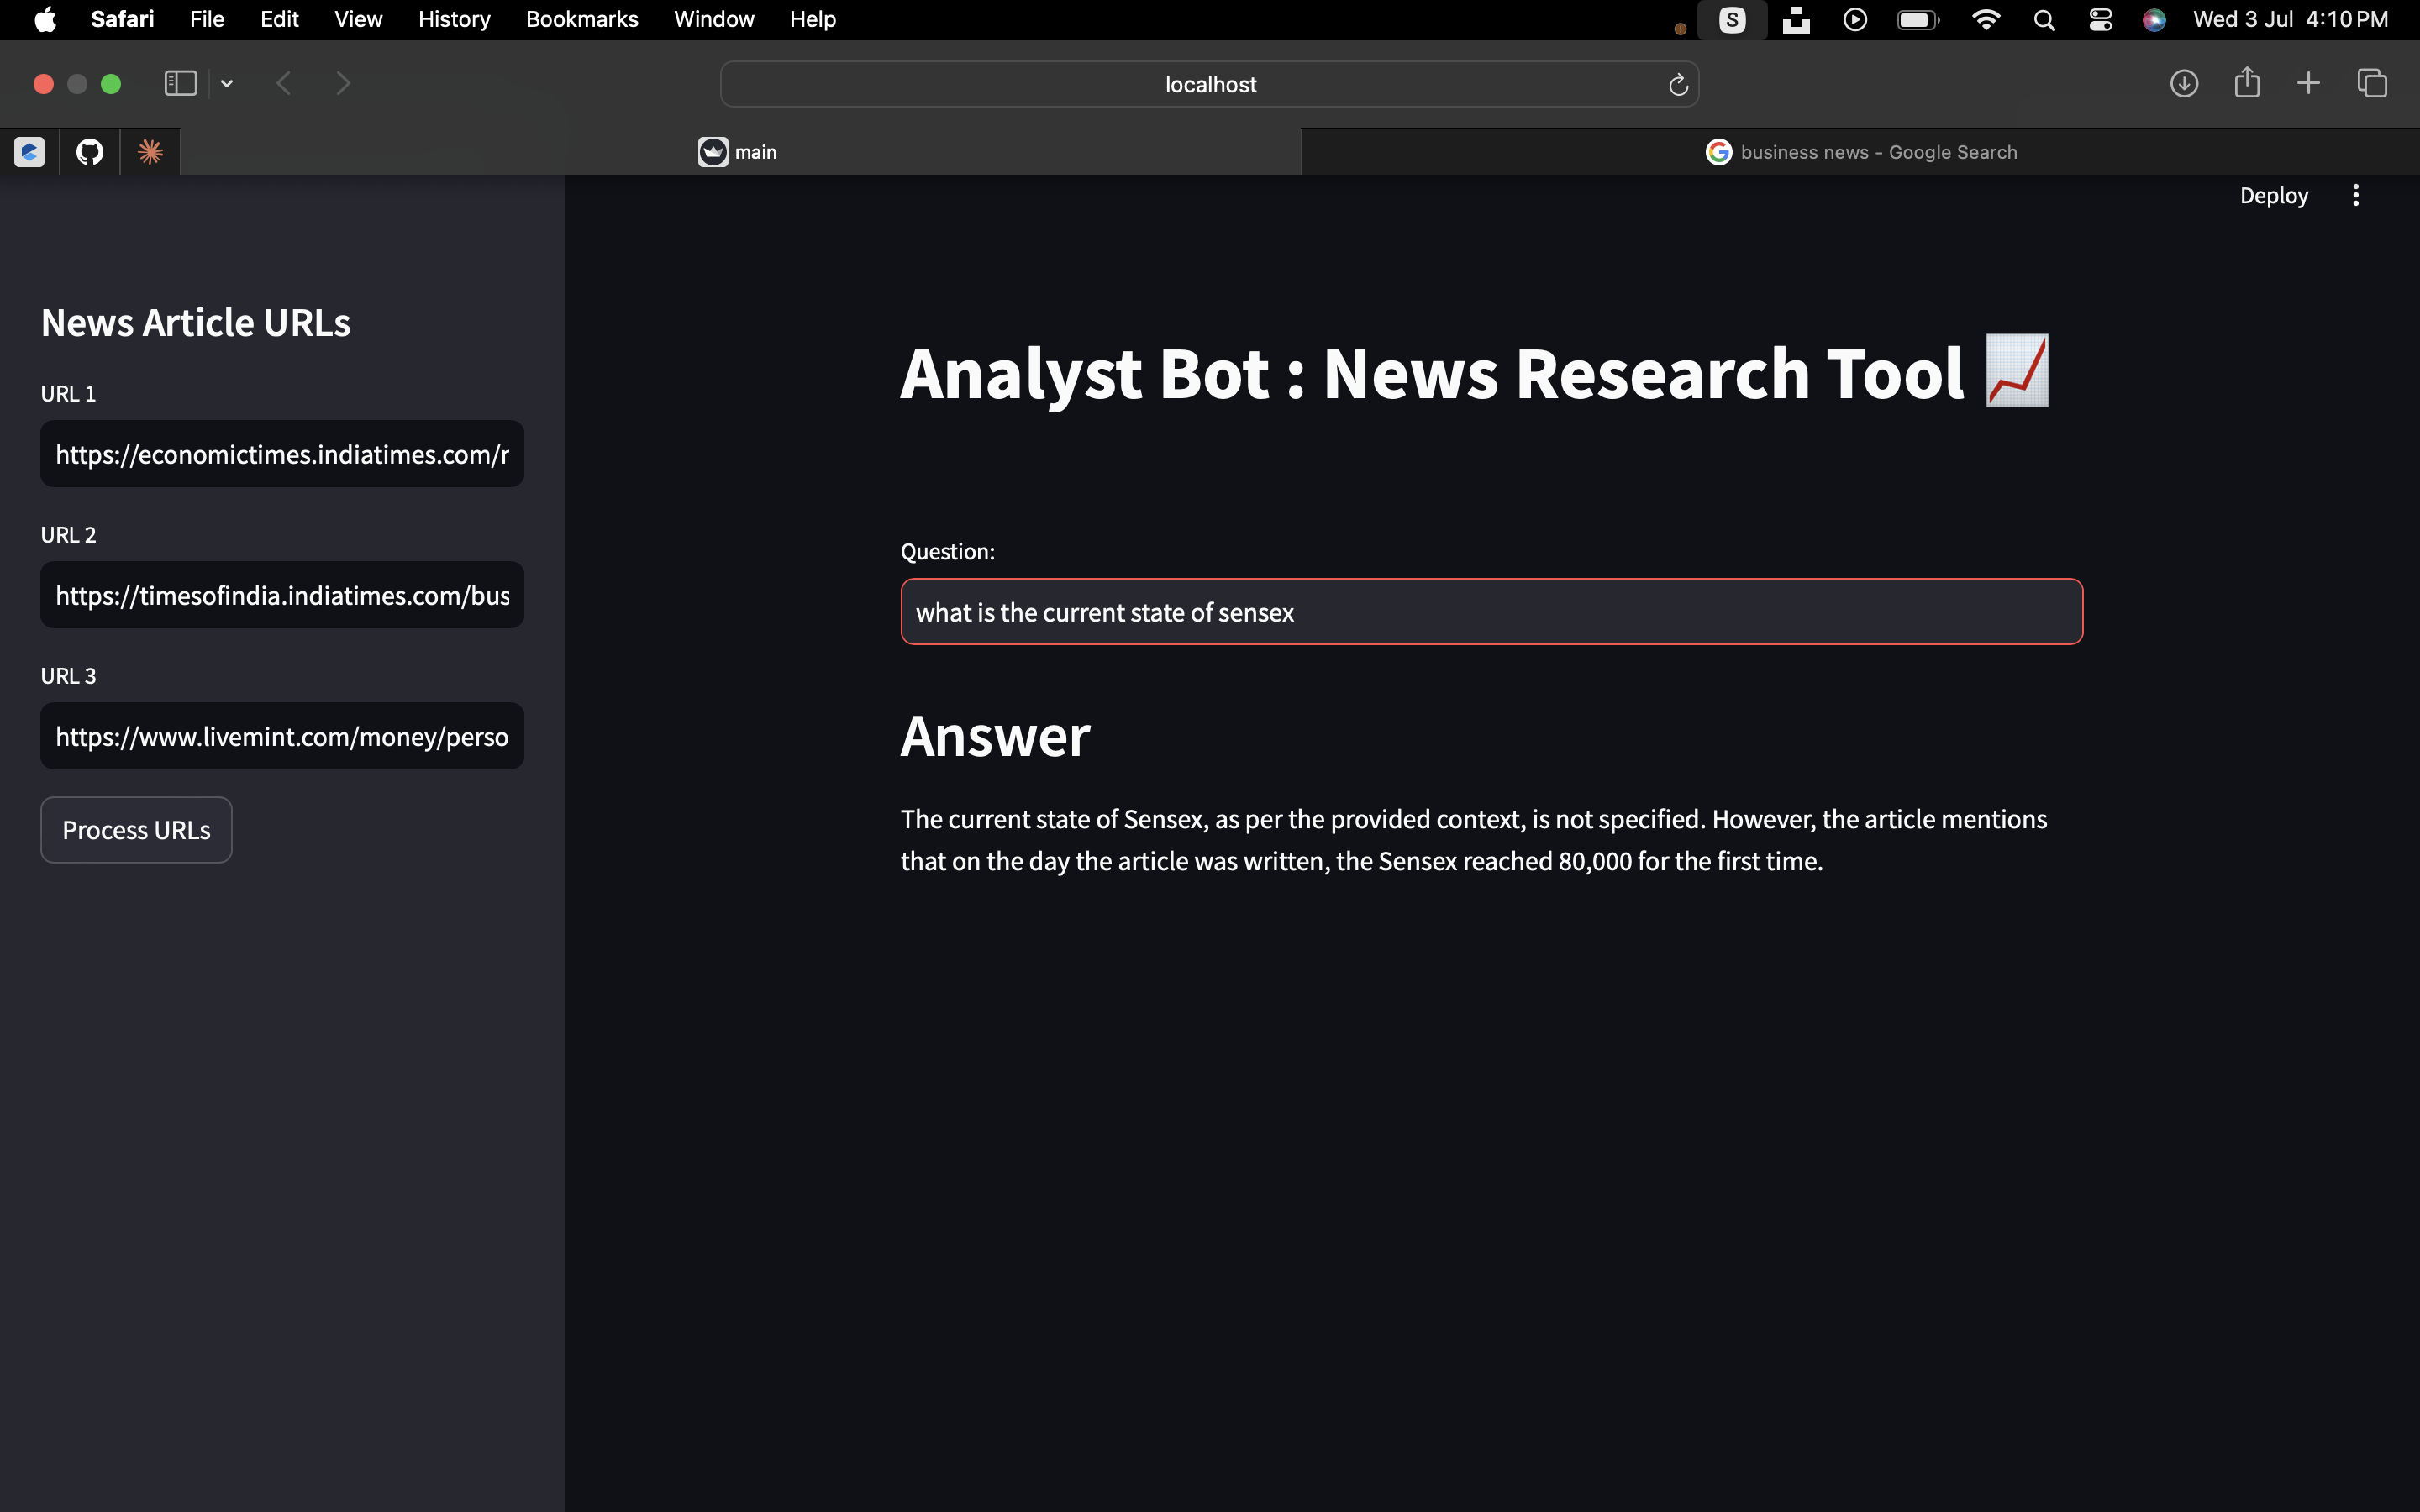 Safari File Edit View History Bookmarks Window Help S Wed 3 Jul 4:10 PM
localhost
main
business news - Google Search
Deploy
News Article URLs
URL 1
https://economictimes.indiatimes.com/r
URL 2
https://timesofindia.indiatimes.com/bus
URL 3
https://www.livemint.com/money/perso
Process URLs
Analyst Bot : News Research Tool
Question:
what is the current state of sensex
Answer
The current state of Sensex, as per the provided context, is not specified. However, the article mentions
that on the day the article was written, the Sensex reached 80,000 for the first time.